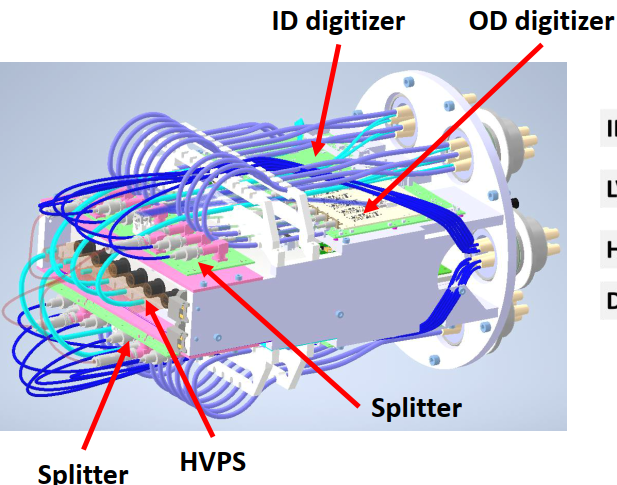 ID digitizer
OD digitizer
H
D
Splitter
HVPS
Splitter